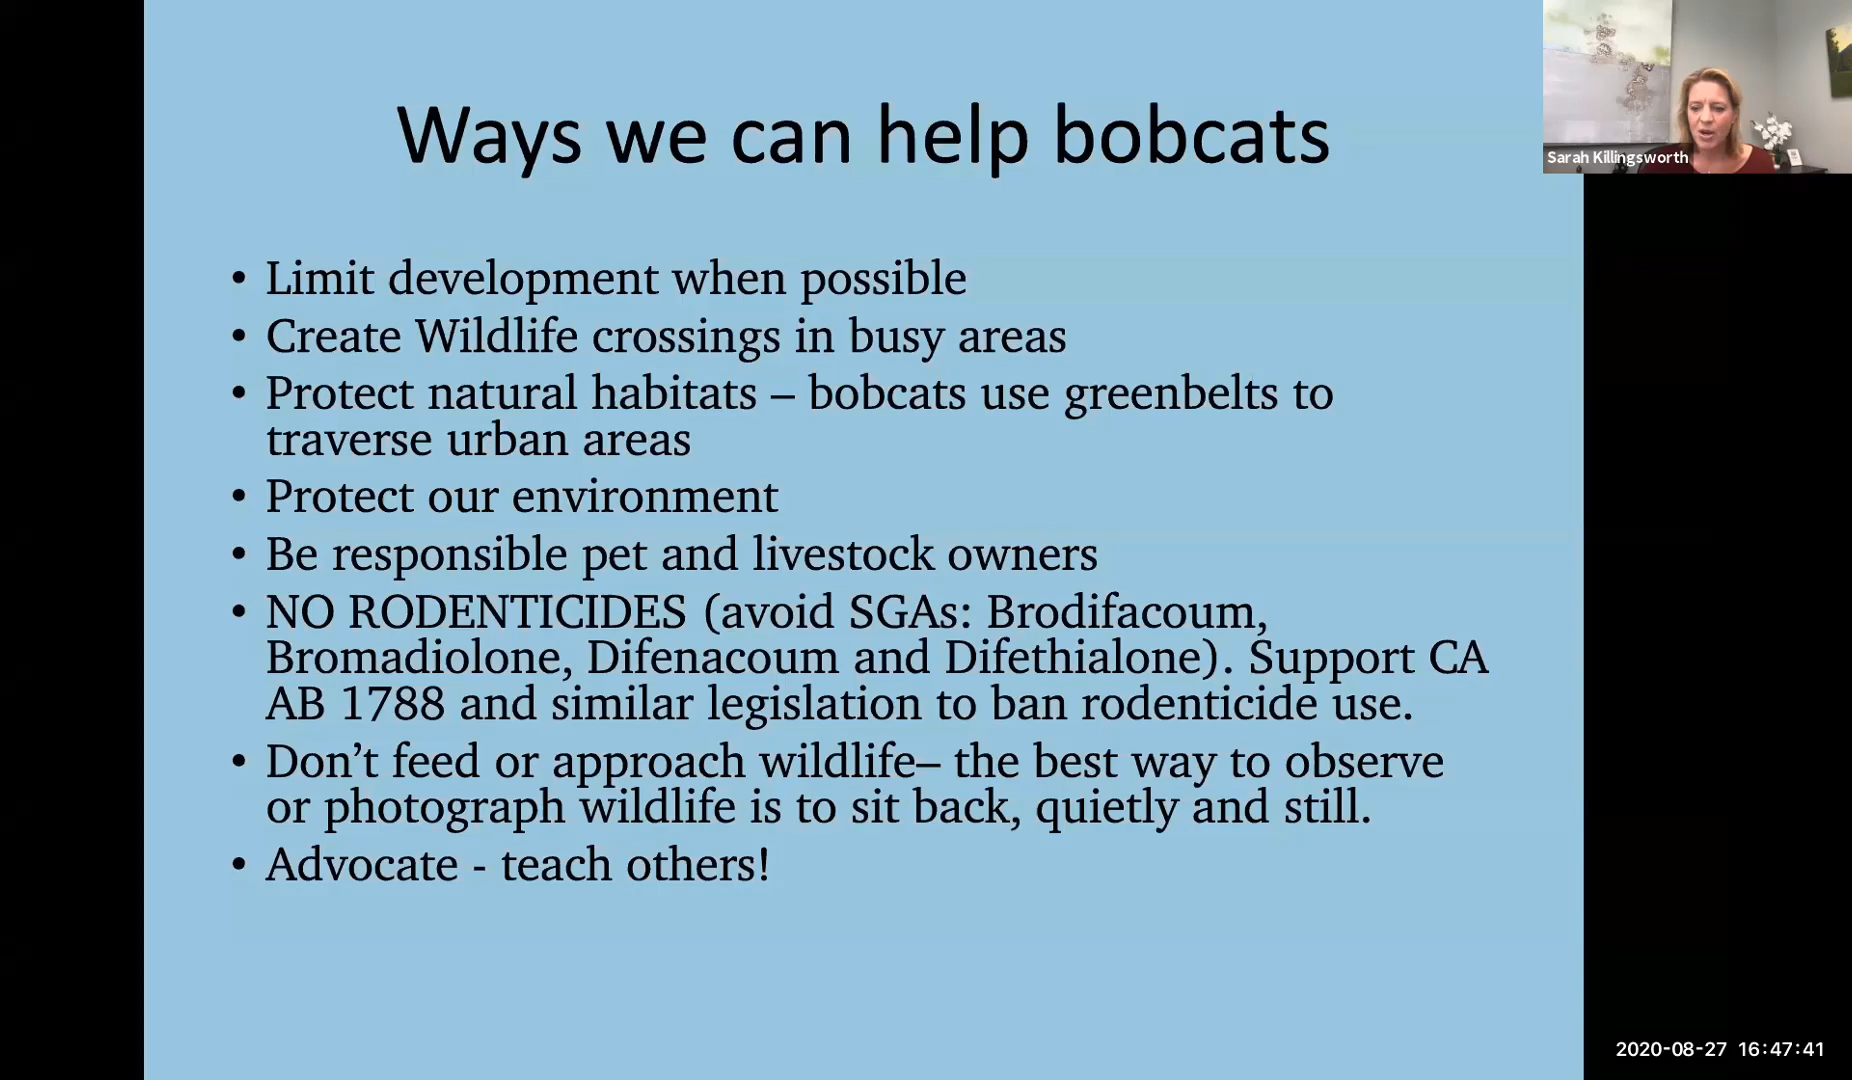 Ways we can help bobcats
Sarah Killingsworth
• Limit development when possible
• Create Wildlife crossings in busy areas
• Protect natural habitats – bobcats use greenbelts to
traverse urban areas
• Protect our environment
• Be responsible pet and livestock owners
• NO RODENTICIDES (avoid SGAs: Brodifacoum,
Bromadiolone, Difenacoum and Difethialone). Support CA
AB 1788 and similar legislation to ban rodenticide use.
• Don’t feed or approach wildlife– the best way to observe
or photograph wildlife is to sit back, quietly and still.
• Advocate - teach others!
2020-08-27 16:47:41